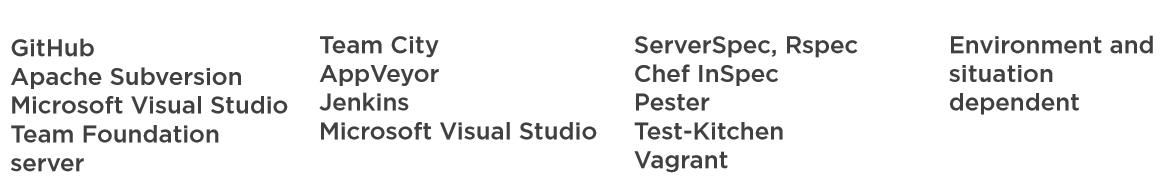 GitHub
Apache Subversion
Microsoft Visual Studio
Team Foundation
server
Team City
AppVeyor
Jenkins
Microsoft Visual Studio
ServerSpec, Rspec
Chef InSpec
Pester
Test-Kitchen
Vagrant
Environment and
situation
dependent